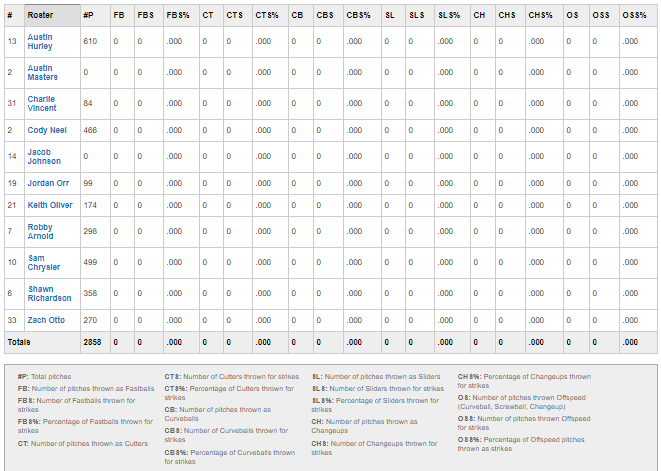 # Roster #P FB FBS FBS% CT CTS CTS% CB CBS CBS% SL SLS SLS% CH CHS CHS% OS OSS OSS%
13 Austin Hurley 610 0 0 .000 0 0 .000 0 0 .000 0 0 .000 0 0 .000 0 0 .000
2 Austin Masters 0 0 0 .000 0 0 .000 0 0 .000 0 0 .000 0 0 .000 0 0 .000
31 Charlie Vincent 84 0 0 .000 0 0 .000 0 0 .000 0 0 .000 0 0 .000 0 0 .000
2 Cody Neel 466 0 0 .000 0 0 .000 0 0 .000 0 0 .000 0 0 .000 0 0 .000
14 Jacob Johnson 0 0 0 .000 0 0 .000 0 0 .000 0 0 .000 0 0 .000 0 0 .000
19 Jordan Orr 99 0 0 .000 0 0 .000 0 0 .000 0 0 .000 0 0 .000 0 0 .000
21 Keith Oliver 174 0 0 .000 0 0 .000 0 0 .000 0 0 .000 0 0 .000 0 0 .000
7 Robby Arnold 298 0 0 .000 0 0 .000 0 0 .000 0 0 .000 0 0 .000 0 0 .000
10 Sam Chrysler 499 0 0 .000 0 0 .000 0 0 .000 0 0 .000 0 0 .000 0 0 .000
6 Shawn Richardson 358 0 0 .000 0 0 .000 0 0 .000 0 0 .000 0 0 .000 0 0 .000
33 Zach Otto 270 0 0 .000 0 0 .000 0 0 .000 0 0 .000 0 0 .000 0 0 .000
Totals 2858 0 0 .000 0 0 .000 0 0 .000 0 0 .000 0 0 .000 0 0 .000
#P: Total pitches
FB: Number of pitches thrown as Fastballs
FBS: Number of Fastballs thrown for
strikes
FBS%: Percentage of Fastballs thrown for
strikes
CT: Number of pitches thrown as Cutters
CTS: Number of Cutters thrown for strikes
CTS%: Percentage of Cutters thrown for
strikes
CB: Number of pitches thrown as
Curveballs
CBS: Number of Curveballs thrown for
strikes
CBS%: Percentage of Curveballs thrown
for strikes
SL: Number of pitches thrown as Sliders
SLS: Number of Sliders thrown for strikes
SLS%: Percentage of Sliders thrown for
strikes
CH: Number of pitches thrown as
Changeups
CHS: Number of Changeups thrown for
strikes
CHS%: Percentage of Changeups thrown
for strikes
OS: Number of pitches thrown Offspeed
(Curveball, Screwball, Changeup)
OSS: Number of pitches thrown Offspeed
for strikes
OSS%: Percentage of Offspeed pitches
thrown as strikes